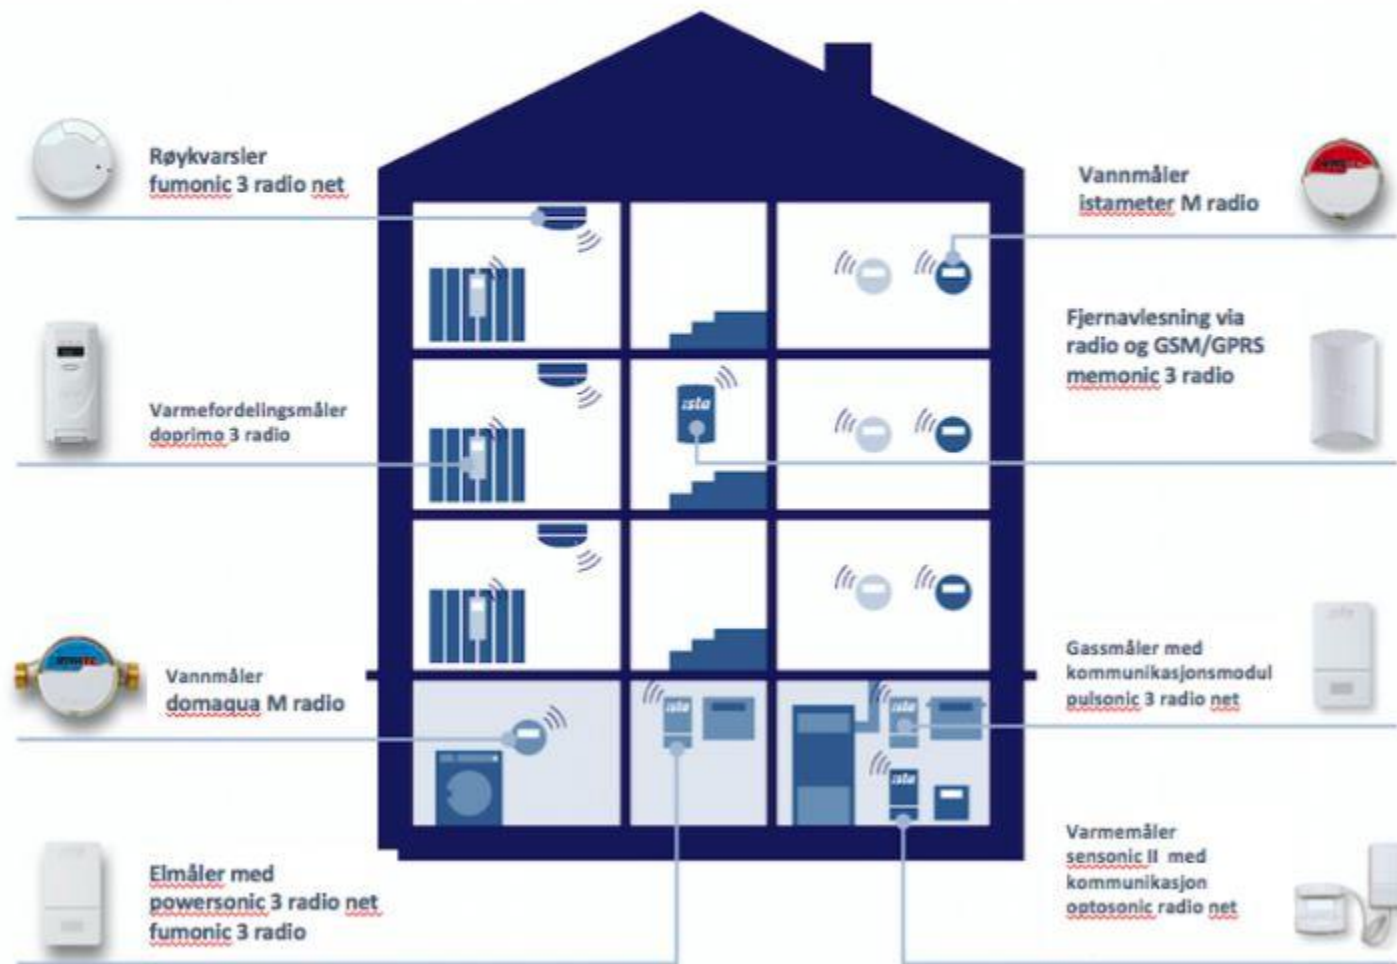 Røykvarsler
fumonic 3 radio net
Varmefordelingsmåler
doprimo 3 radio
Vannmåler
domaqua M radio
Elmåler med
powersonic 3 radio net
fumonic 3 radio
Vannmåler
istameter M radio
Fjernavlesning via
radio og GSM/GPRS
memonic 3 radio
Gassmåler med
kommunikasjonsmodul
pulsonic 3 radio net
Varmemåler
sensonic II med
kommunikasjon
optosonic radio net
ista
ista
ista
ista